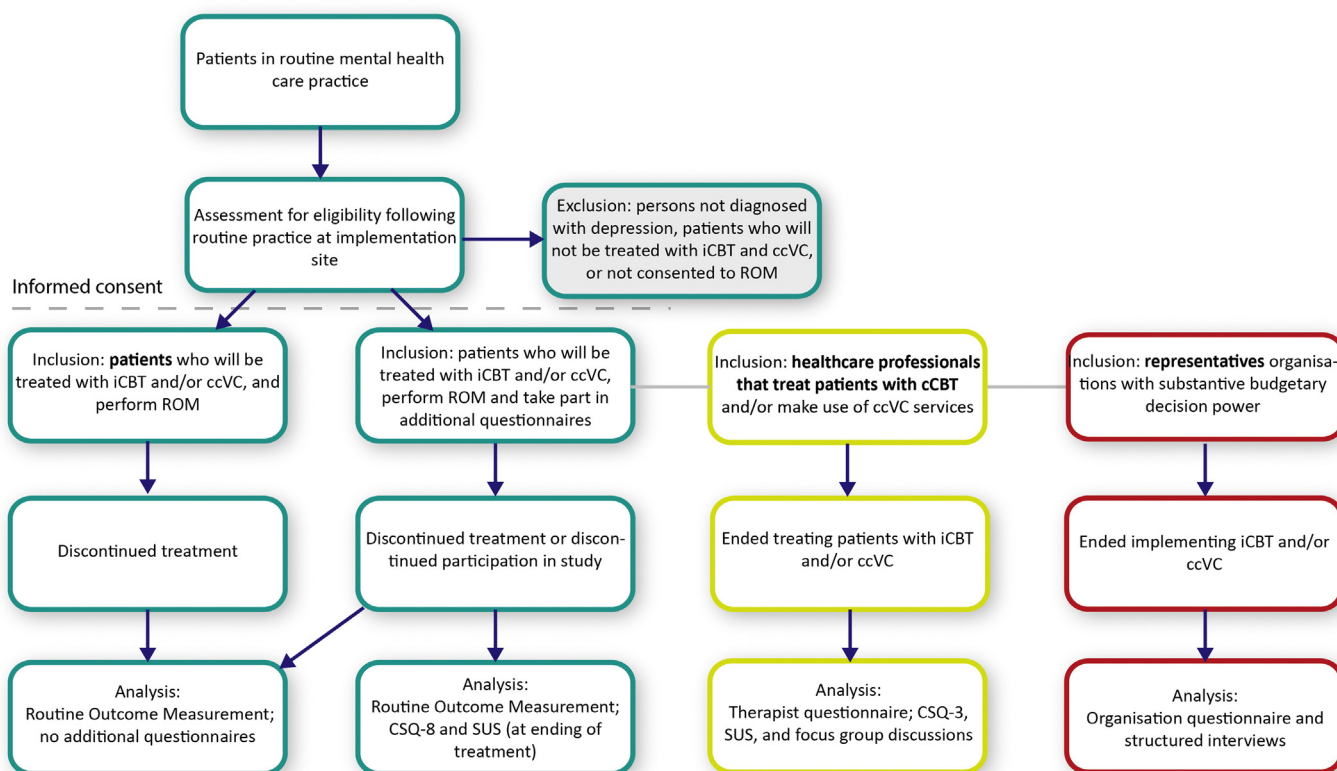 Patients in routine mental health
care practice
Assessment for eligibility following
routine practice at implementation
site
Exclusion: persons not diagnosed
with depression, patients who will
not be treated with iCBT and ccVC,
or not consented to ROM
Informed consent
Inclusion: patients who will be
treated with iCBT and/or ccVC, and
perform ROM
Inclusion: patients who will be
treated with iCBT and/or ccVC,
perform ROM and take part in
additional questionnaires
Inclusion: healthcare professionals
that treat patients with cCBT
and/or make use of ccVC services
Inclusion: representatives organisa-
tions with substantive budgetary
decision power
Discontinued treatment
Discontinued treatment or discon-
tinued participation in study
Ended treating patients with iCBT
and/or ccVC
Ended implementing iCBT and/or
ccVC
Analysis:
Routine Outcome Measurement;
no additional questionnaires
Analysis:
Routine Outcome Measurement;
CSQ-8 and SUS (at ending of
treatment)
Analysis:
Therapist questionnaire; CSQ-3,
SUS, and focus group discussions
Analysis:
Organisation questionnaire and
structured interviews